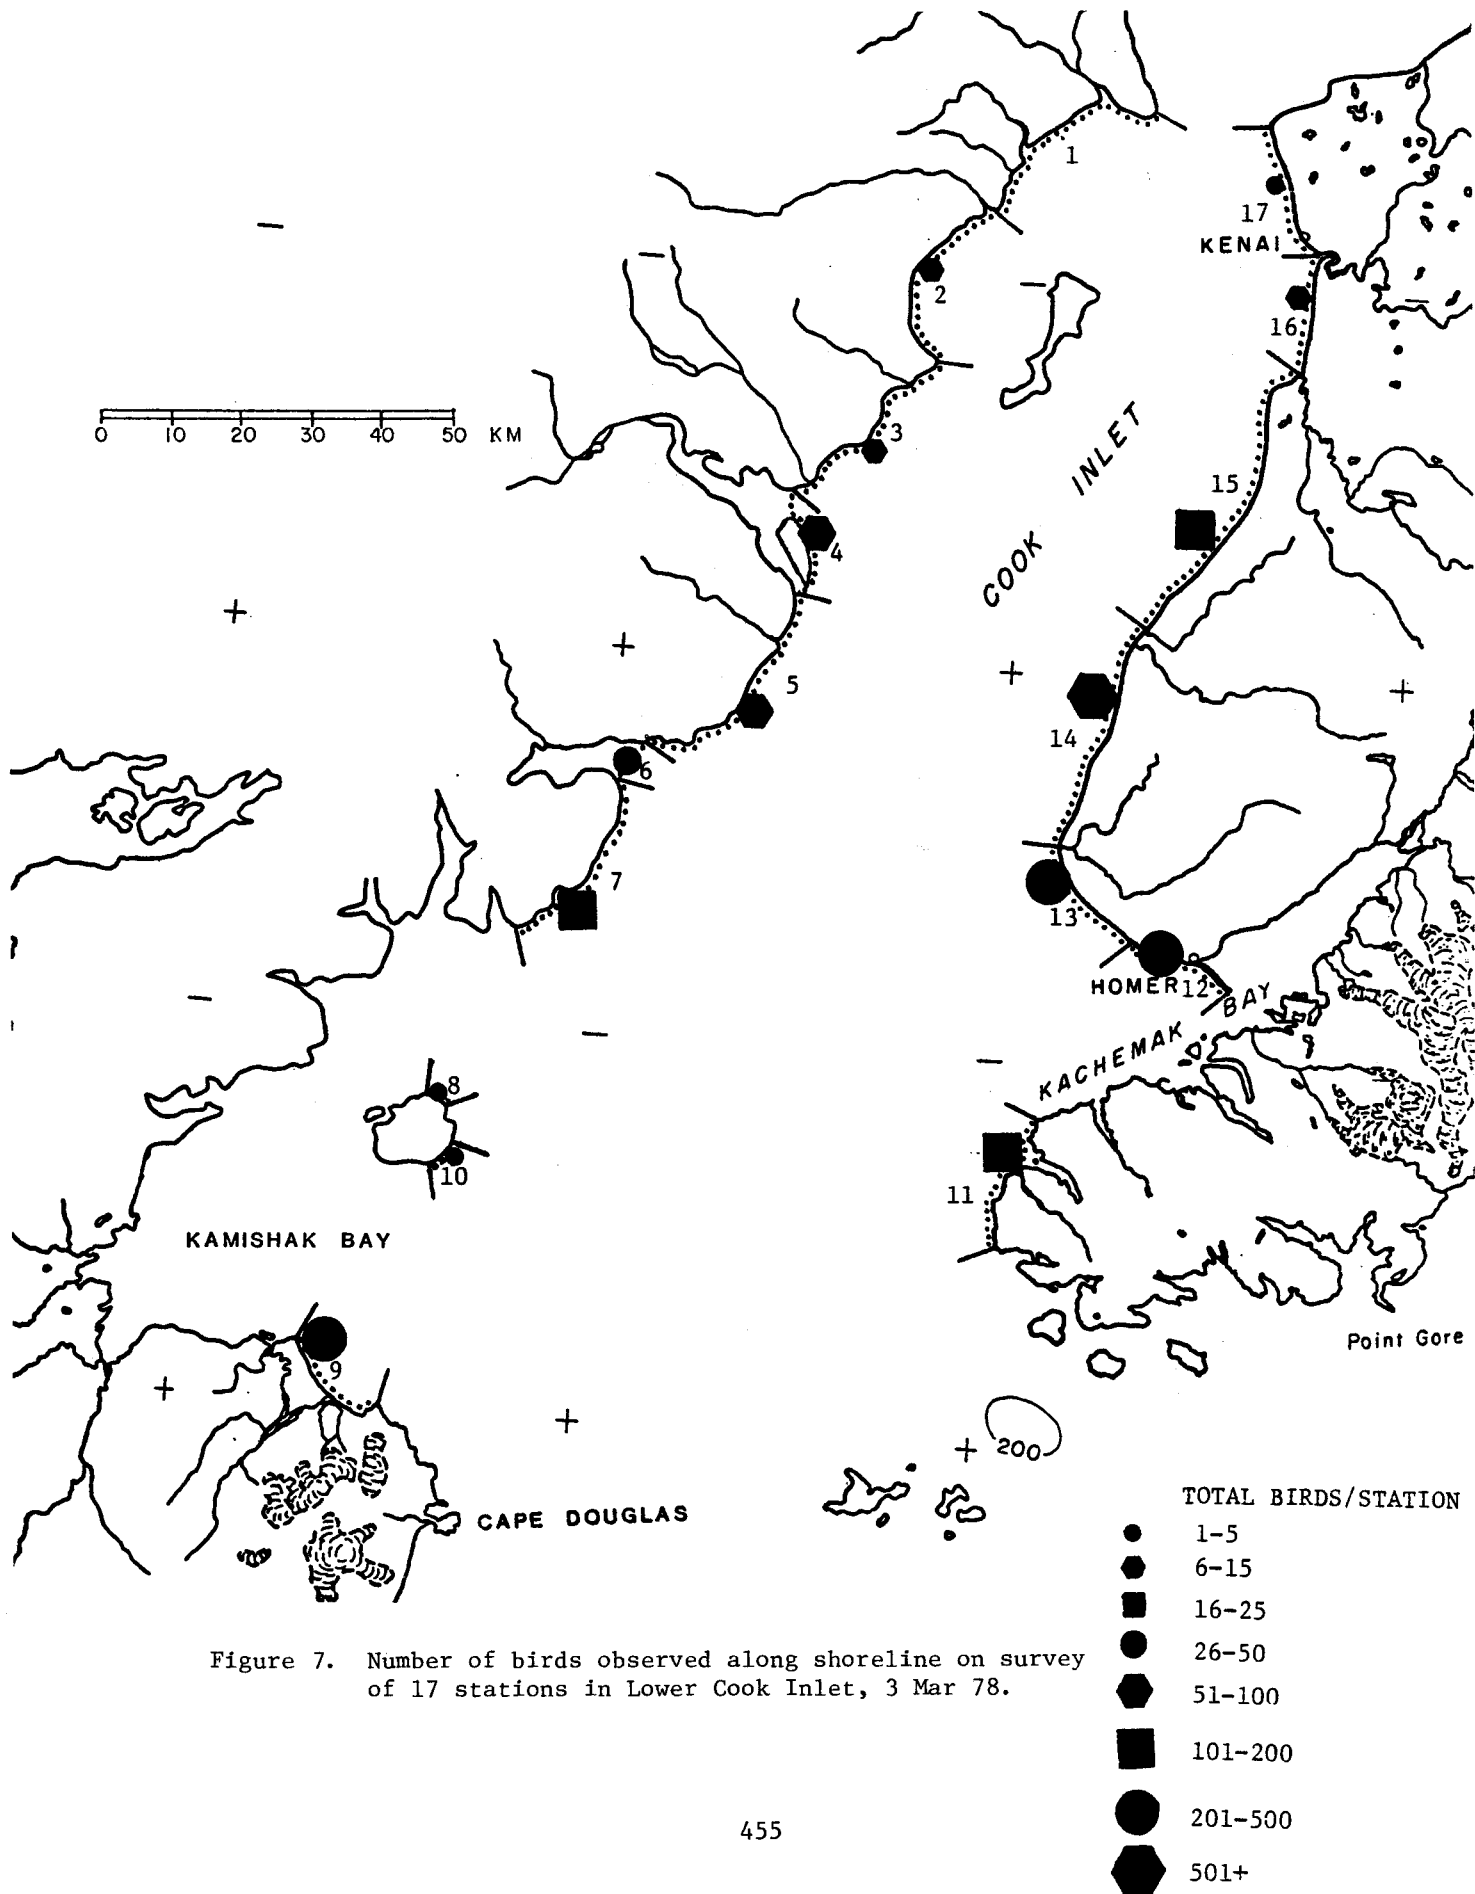 1
17
KENAI
2
16
0 10 20 30 40 50 KM
3
COOK INLET
15
4
5
14
6
7
13
HOMER 12
KACHEMAK BAY
8
10
11
KAMISHAK BAY
Point Gore
9
200
CAPE DOUGLAS
TOTAL BIRDS/STATION
1-5
6-15
16-25
26-50
51-100
101-200
201-500
501+
Figure 7. Number of birds observed along shoreline on survey
of 17 stations in Lower Cook Inlet, 3 Mar 78.
455